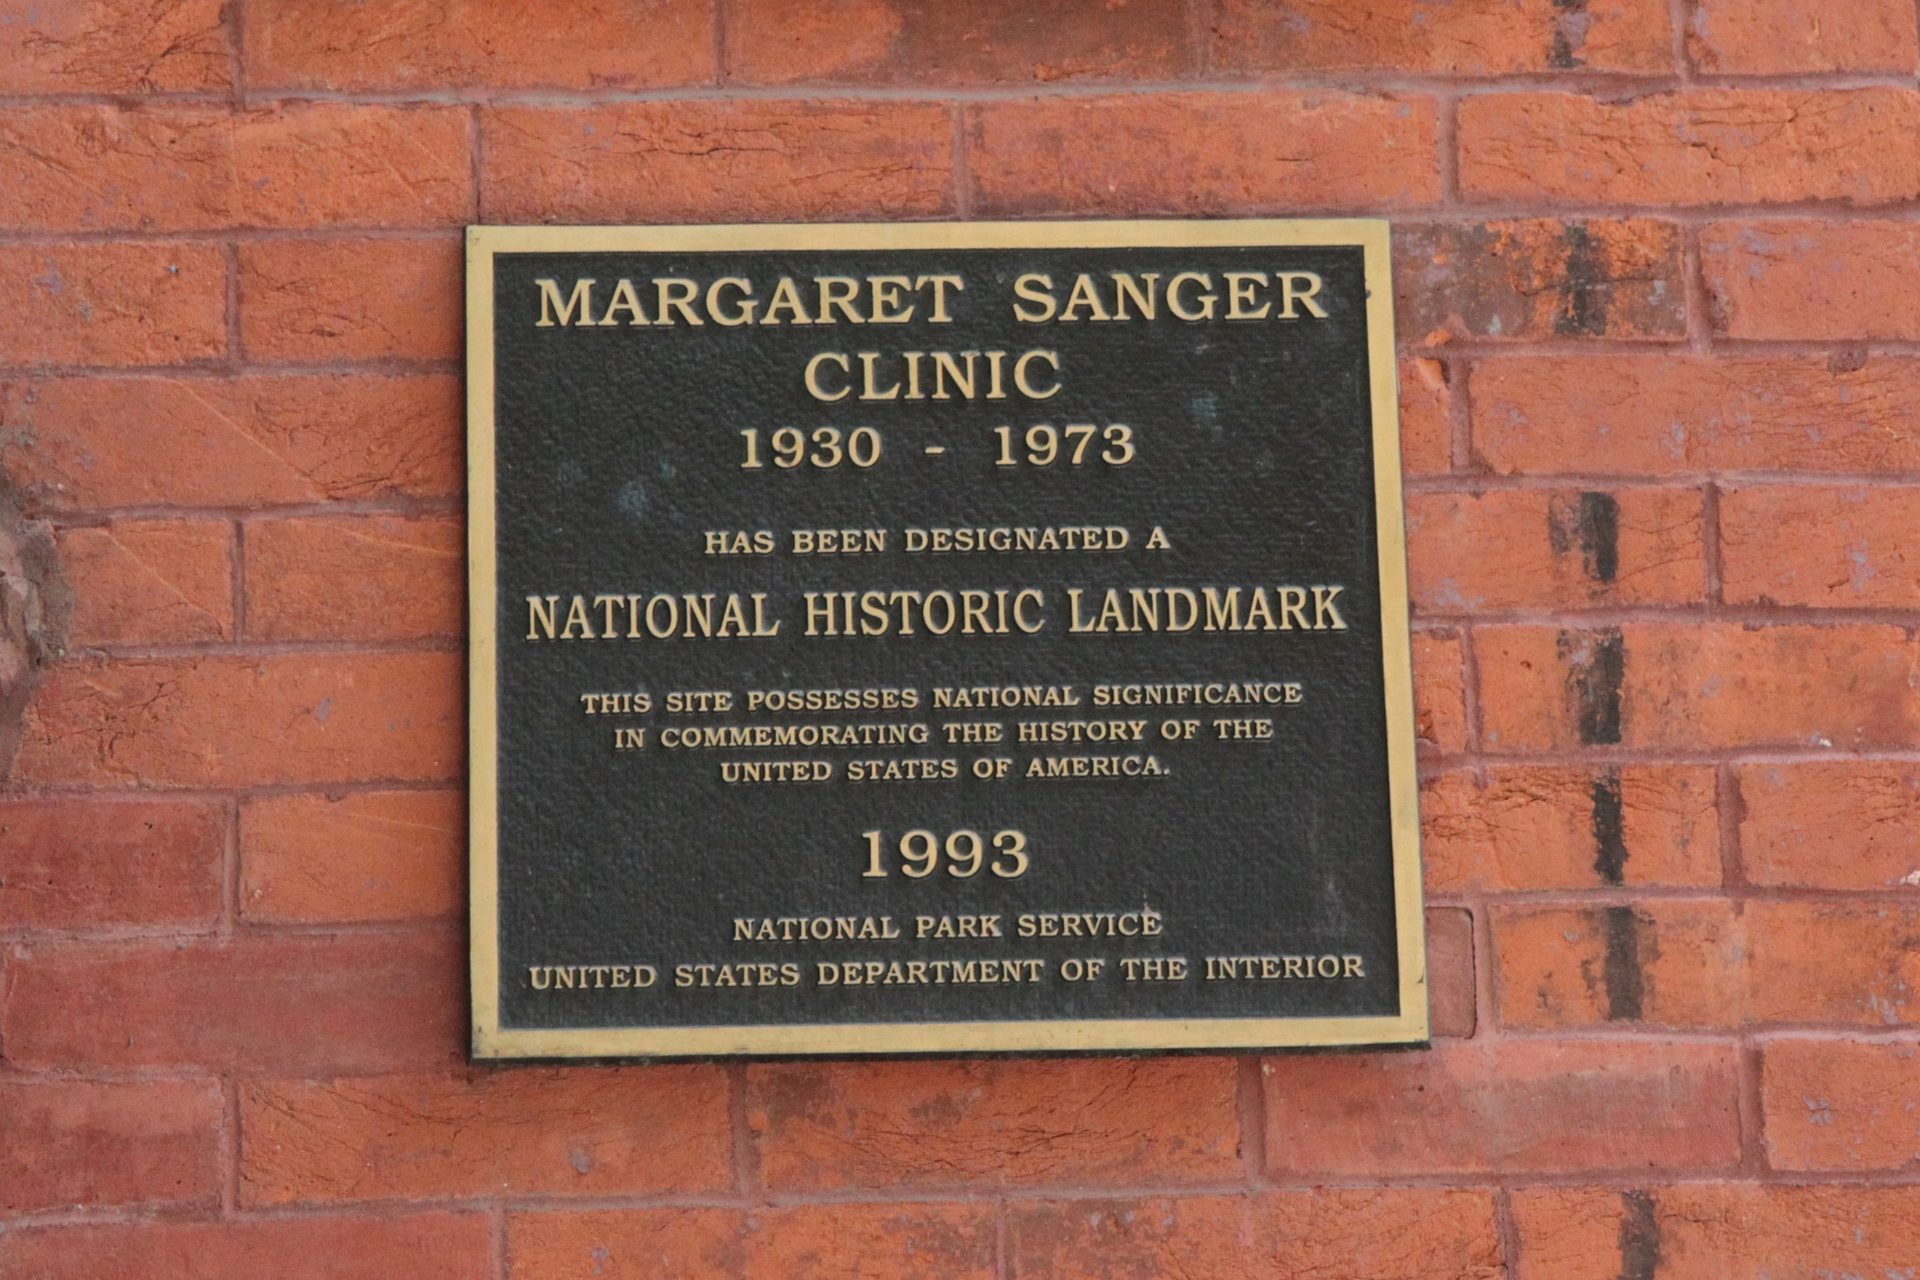 MARGARET SANGER
CLINIC
1930 - 1973
HAS BEEN DESIGNATED A
NATIONAL HISTORIC LANDMARK
THIS SITE POSSESSES NATIONAL SIGNIFICANCE
IN COMMEMORATING THE HISTORY OF THE
UNITED STATES OF AMERICA.
1993
NATIONAL PARK SERVICE
UNITED STATES DEPARTMENT OF THE INTERIOR